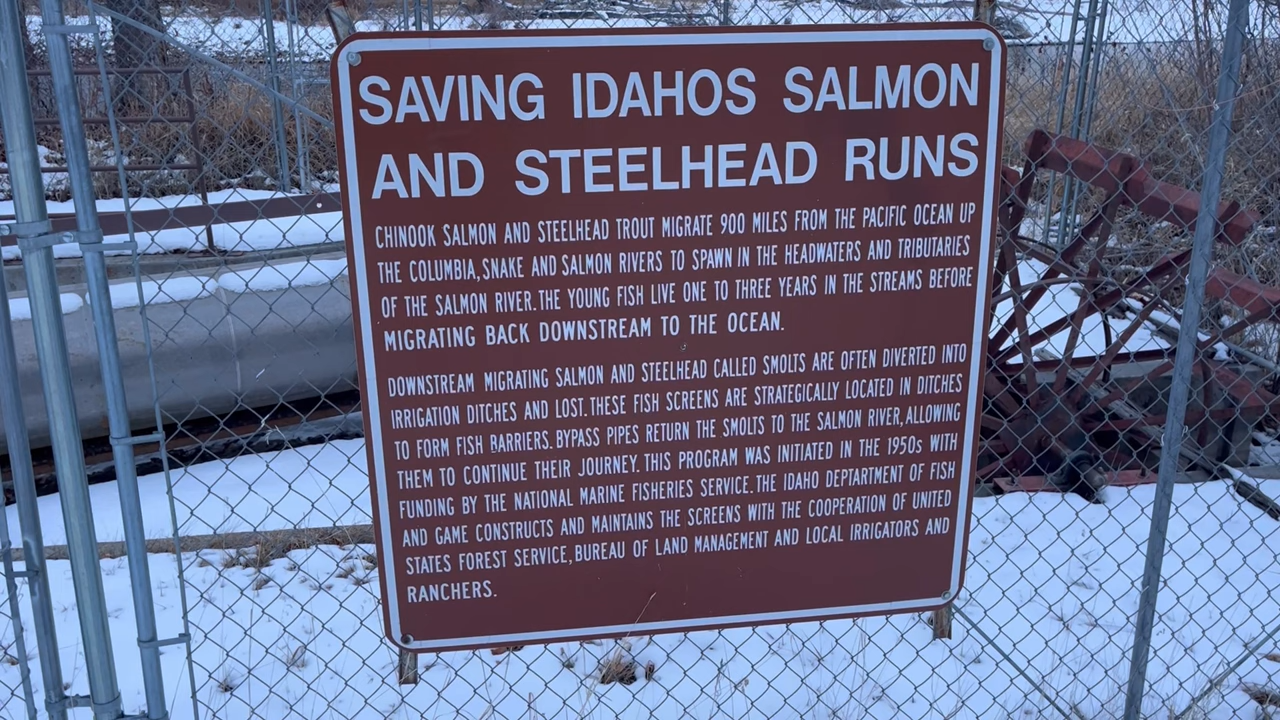 SAVING IDAHOS SALMON
AND STEELHEAD RUNS
CHINOOK SALMON AND STEELHEAD TROUT MIGRATE 900 MILES FROM THE PACIFIC OCEAN UP
THE COLUMBIA, SNAKE AND SALMON RIVERS TO SPAWN IN THE HEADWATERS AND TRIBUTARIES
OF THE SALMON RIVER. THE YOUNG FISH LIVE ONE TO THREE YEARS IN THE STREAMS BEFORE
MIGRATING BACK DOWNSTREAM TO THE OCEAN.
DOWNSTREAM MIGRATING SALMON AND STEELHEAD CALLED SMOLTS ARE OFTEN DIVERTED INTO
IRRIGATION DITCHES AND LOST. THESE FISH SCREENS ARE STRATEGICALLY LOCATED IN DITCHES
TO FORM FISH BARRIERS. BYPASS PIPES RETURN THE SMOLTS TO THE SALMON RIVER, ALLOWING
THEM TO CONTINUE THEIR JOURNEY. THIS PROGRAM WAS INITIATED IN THE 1950s WITH
FUNDING BY THE NATIONAL MARINE FISHERIES SERVICE. THE IDAHO DEPARTMENT OF FISH
AND GAME CONSTRUCTS AND MAINTAINS THE SCREENS WITH THE COOPERATION OF UNITED
STATES FOREST SERVICE, BUREAU OF LAND MANAGEMENT AND LOCAL IRRIGATORS AND
RANCHERS.